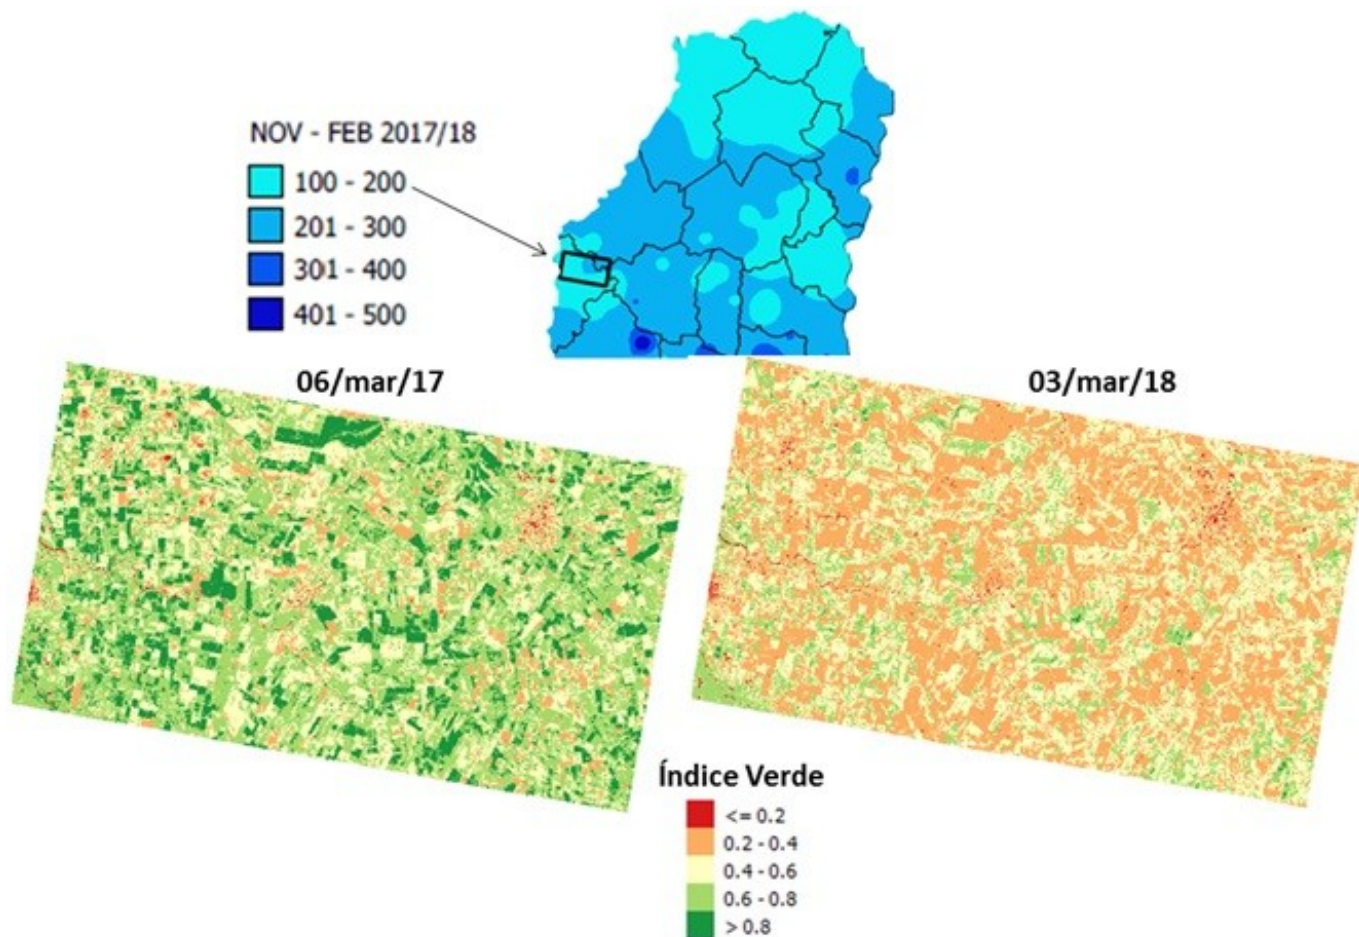 NOV - FEB 2017/18
100 - 200
201 - 300
301 - 400
401 - 500
06/mar/17
03/mar/18
Índice Verde
<= 0.2
0.2 - 0.4
0.4 - 0.6
0.6 - 0.8
> 0.8